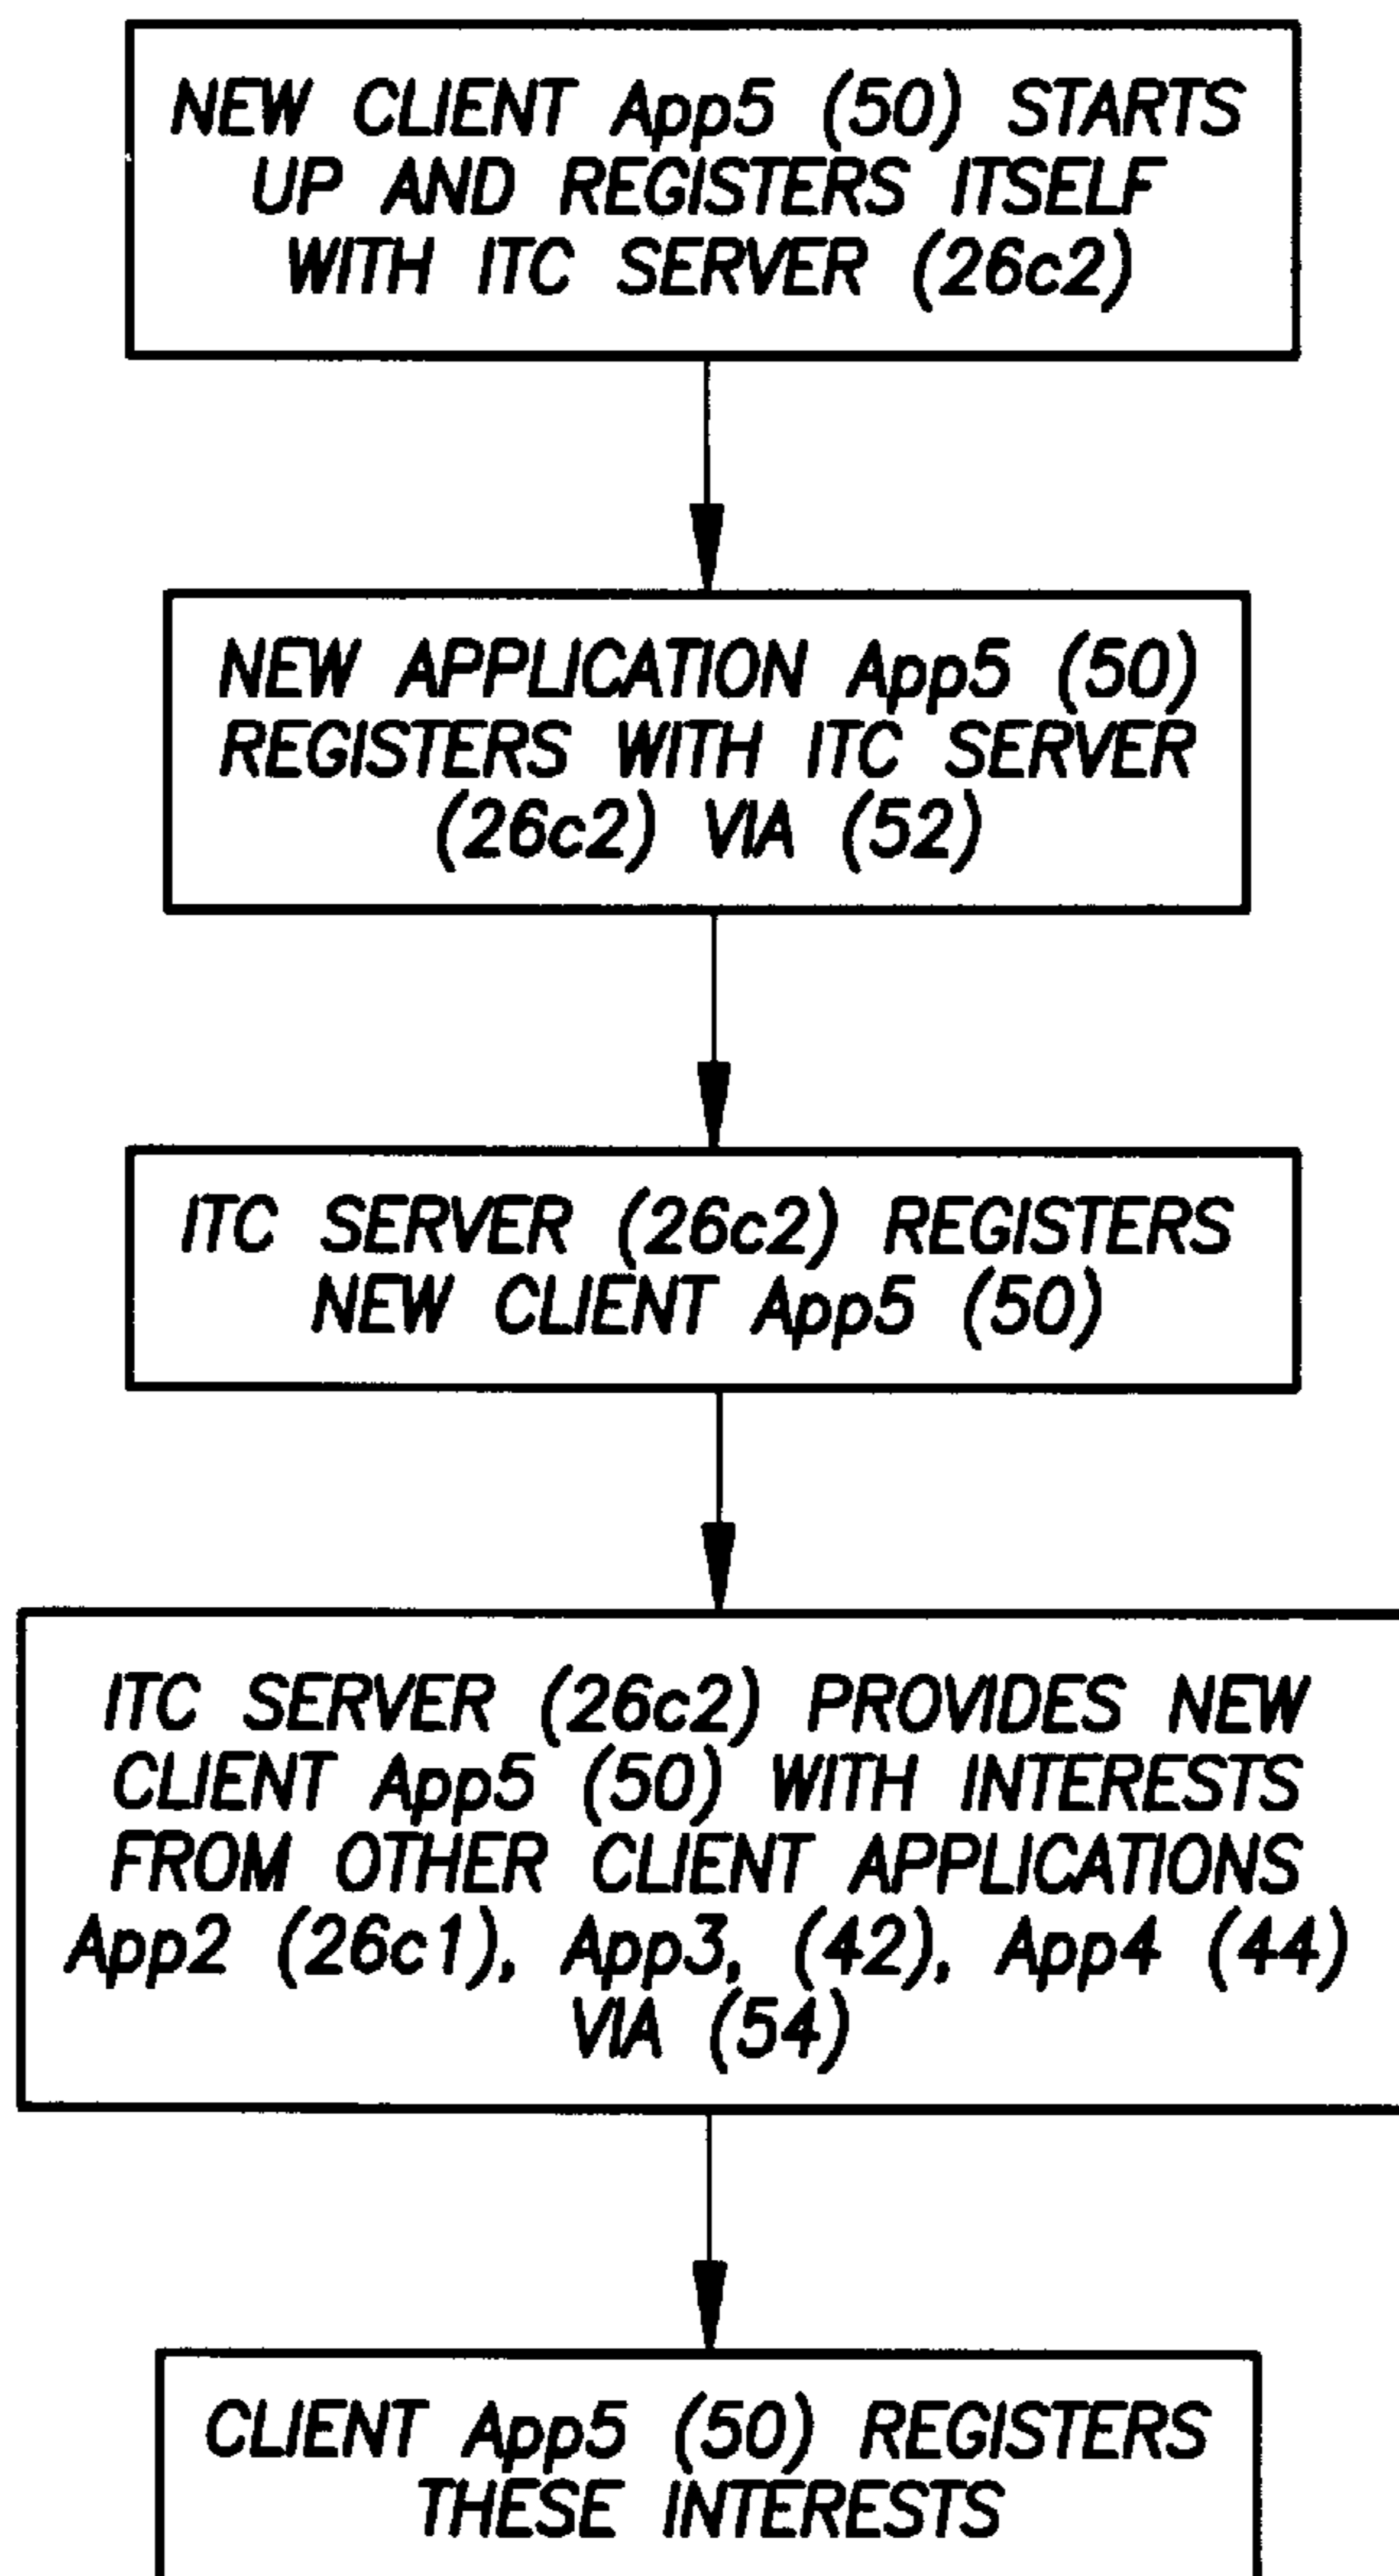 NEW CLIENT App5 (50) STARTS
UP AND REGISTERS ITSELF
WITH ITC SERVER (26c2)
NEW APPLICATION App5 (50)
REGISTERS WITH ITC SERVER
(26c2) VIA (52)
ITC SERVER (26c2) REGISTERS
NEW CLIENT App5 (50)
ITC SERVER (26c2) PROVIDES NEW
CLIENT App5 (50) WITH INTERESTS
FROM OTHER CLIENT APPLICATIONS
App2 (26c1), App3, (42), App4 (44)
VIA (54)
CLIENT App5 (50) REGISTERS
THESE INTERESTS